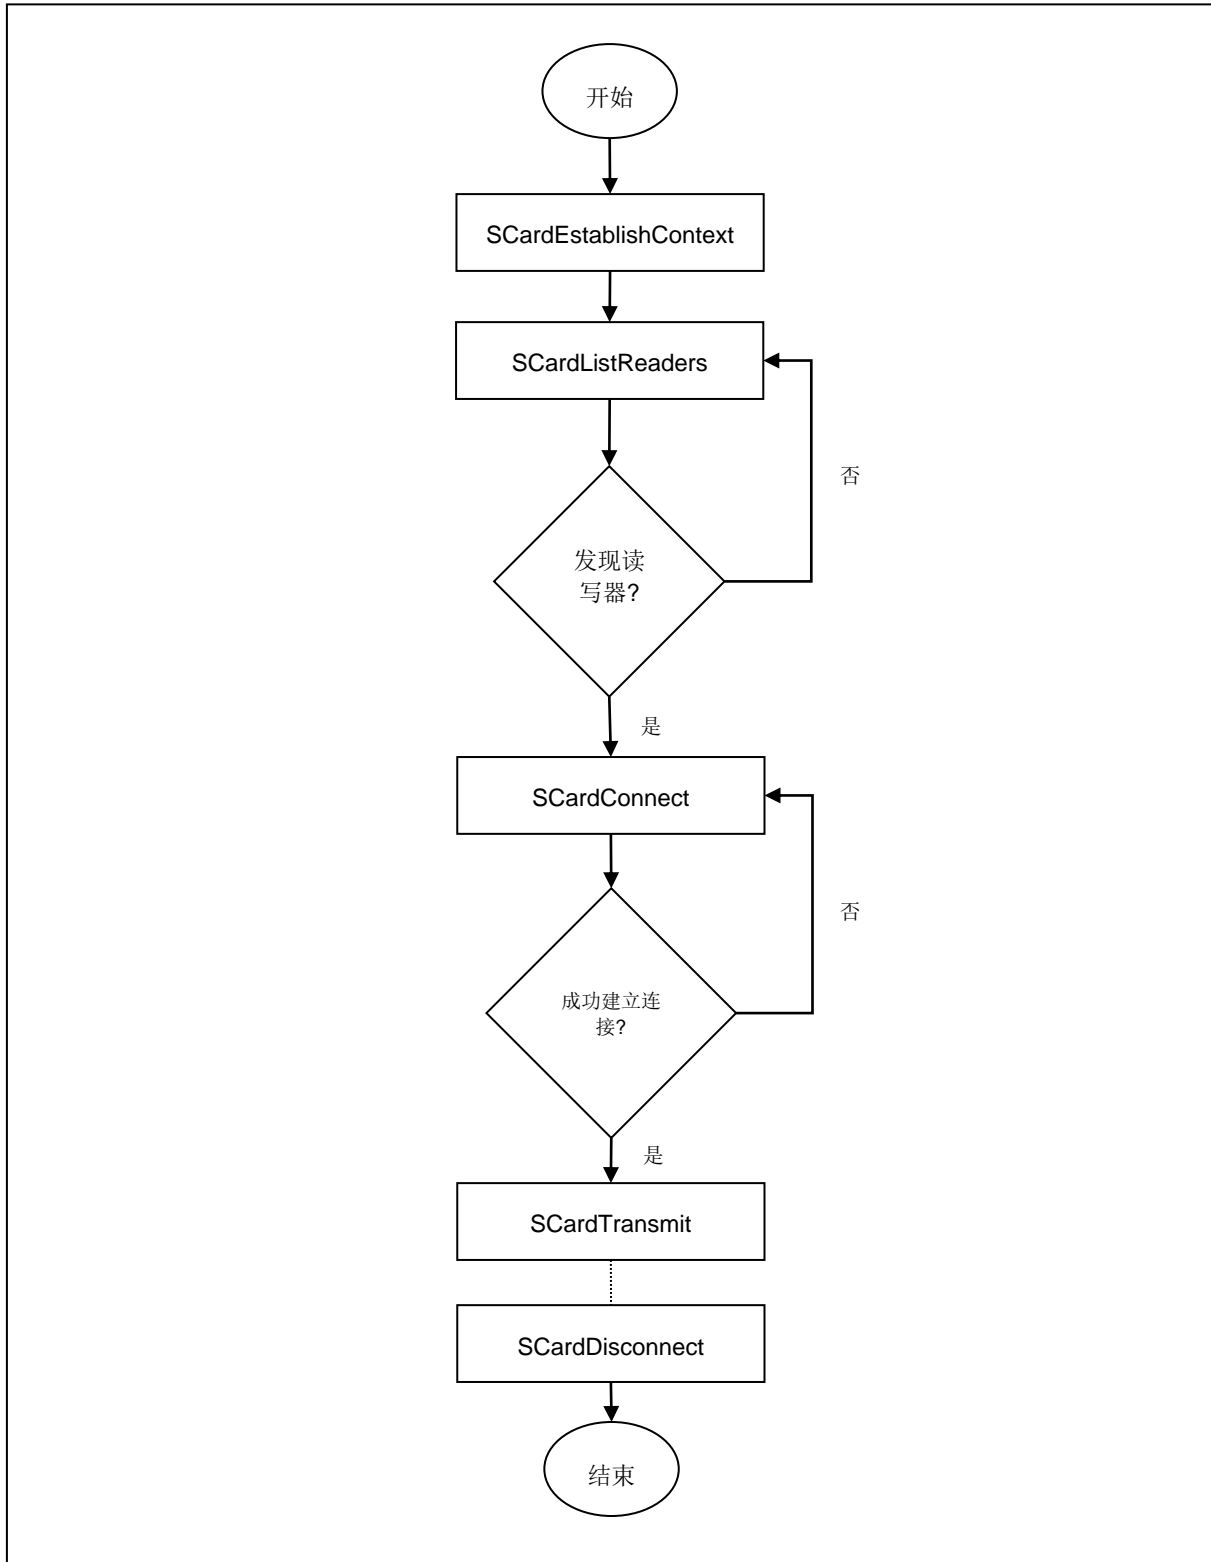 开始
SCardEstablishContext
SCardListReaders
否
发现读
写器?
是
SCardConnect
否
成功建立连
接?
是
SCardTransmit
SCardDisconnect
结束